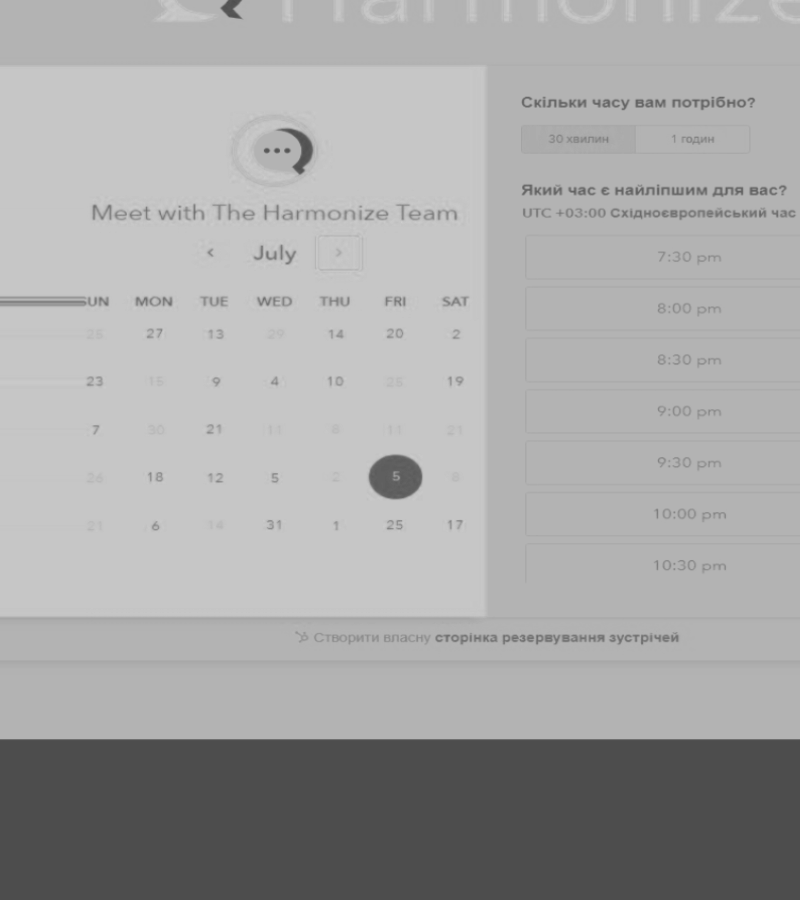 Harmonize
Meet with The Harmonize Team
July
SUN MON TUE WED THU FRI SAT
27 13 29 14 20 2
23 15 9 4 10 25 19
7 30 21 11 11 21
26 18 12 5 2 5
21 6 14 31 1 25 17
Скільки часу вам потрібно?
30 хвилин 1 годин
Який час є найліпшим для вас?
UTC +03:00 Східноєвропейський час
7:30 pm
8:00 pm
8:30 pm
9:00 pm
9:30 pm
10:00 pm
10:30 pm
Створити власну сторінка резервування зустрічей